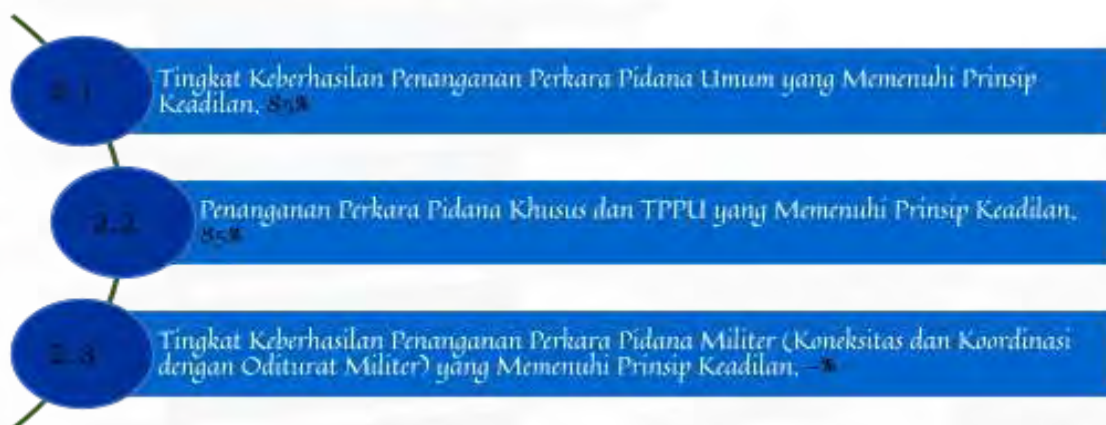 2.1
Tingkat Keberhasilan Penanganan Perkara Pidana Umum yang Memenuhi Prinsip
Keadilan. 85%
2.2
Penanganan Perkara Pidana Khusus dan TPPU yang Memenuhi Prinsip Keadilan.
85%
2.3
Tingkat Keberhasilan Penanganan Perkara Pidana Militer (Koneksitas dan Koordinasi
dengan Oditurat Militer) yang Memenuhi Prinsip Keadilan. –%